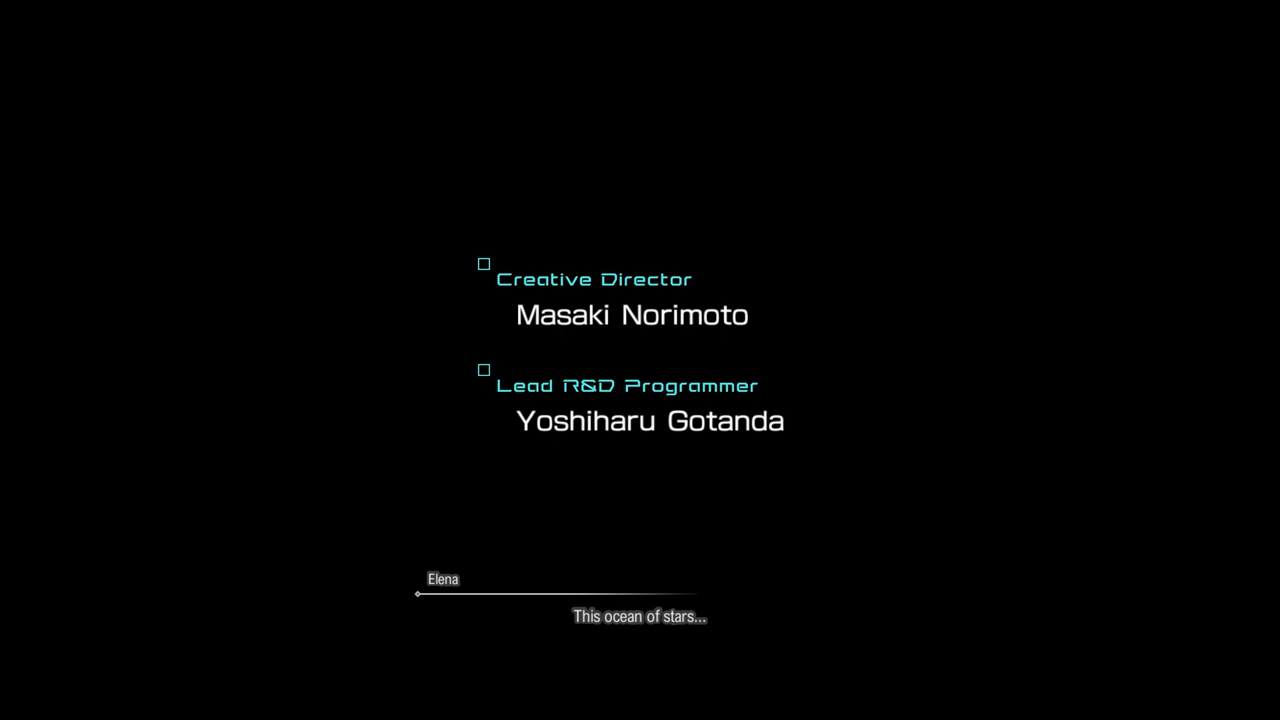 Creative Director
Masaki Norimoto
Lead R&D Programmer
Yoshiharu Gotanda
Elena
This ocean of stars...